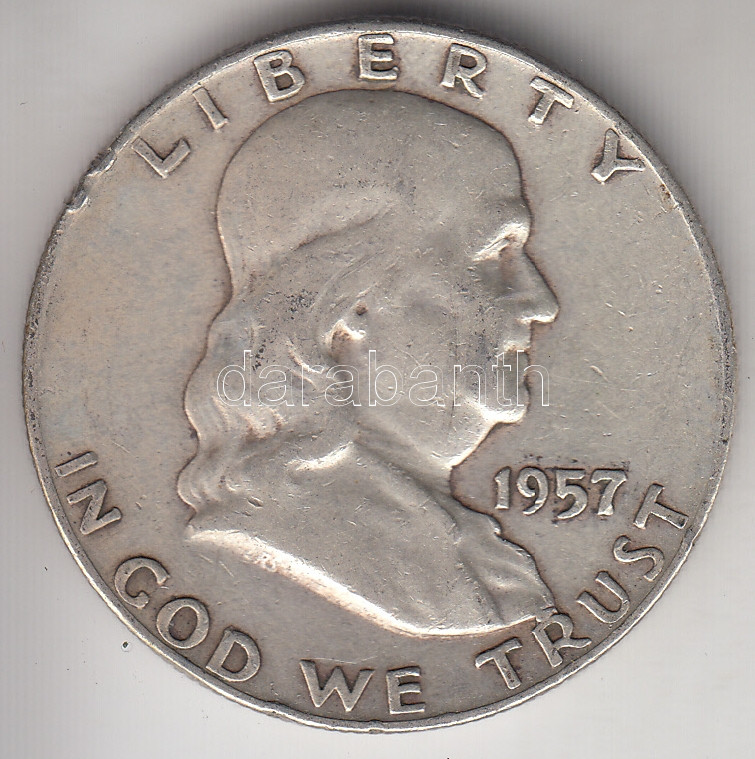 LIBERTY
darabanth
1957
IN GOD WE TRUST